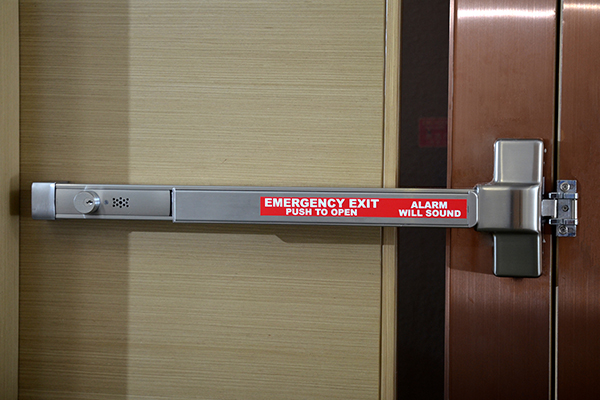 EMERGENCY EXIT
PUSH TO OPEN
ALARM
WILL SOUND